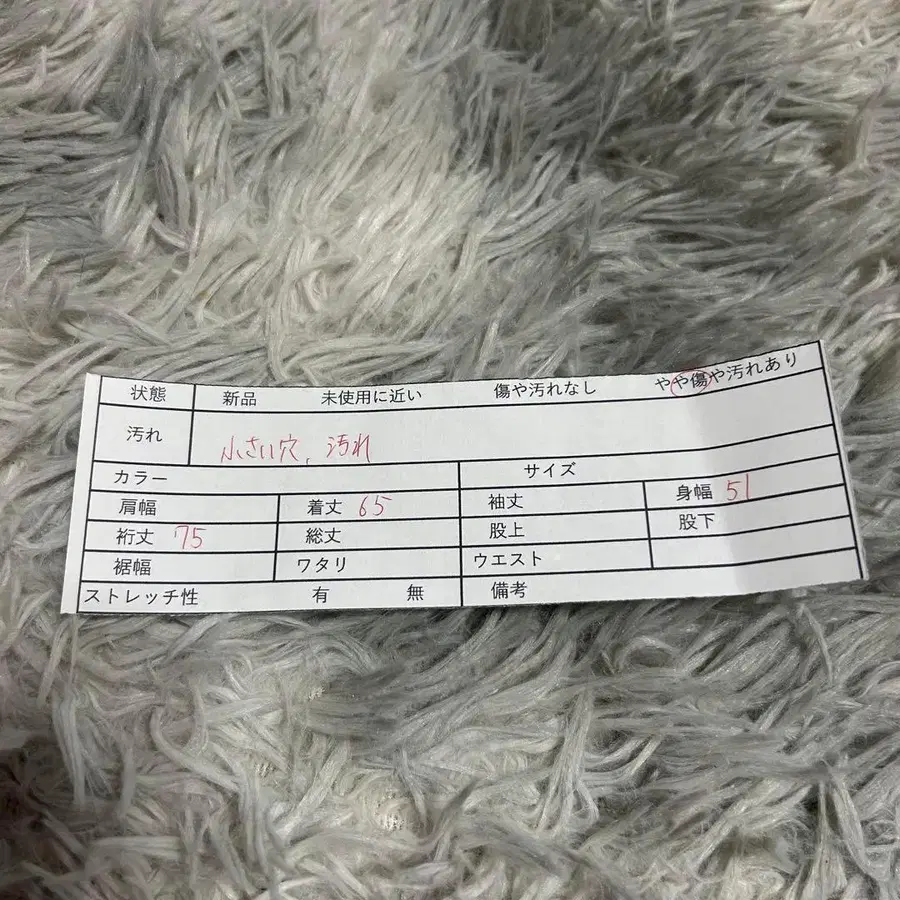 状態 新品 未使用に近い 傷や汚れなし やや傷や汚れあり
汚れ 小さい穴、汚れ
カラー サイズ
肩幅 着丈 65 袖丈 身幅 51
裄丈 75 総丈 股上 股下
裾幅 ワタリ ウエスト
ストレッチ性 有 無 備考